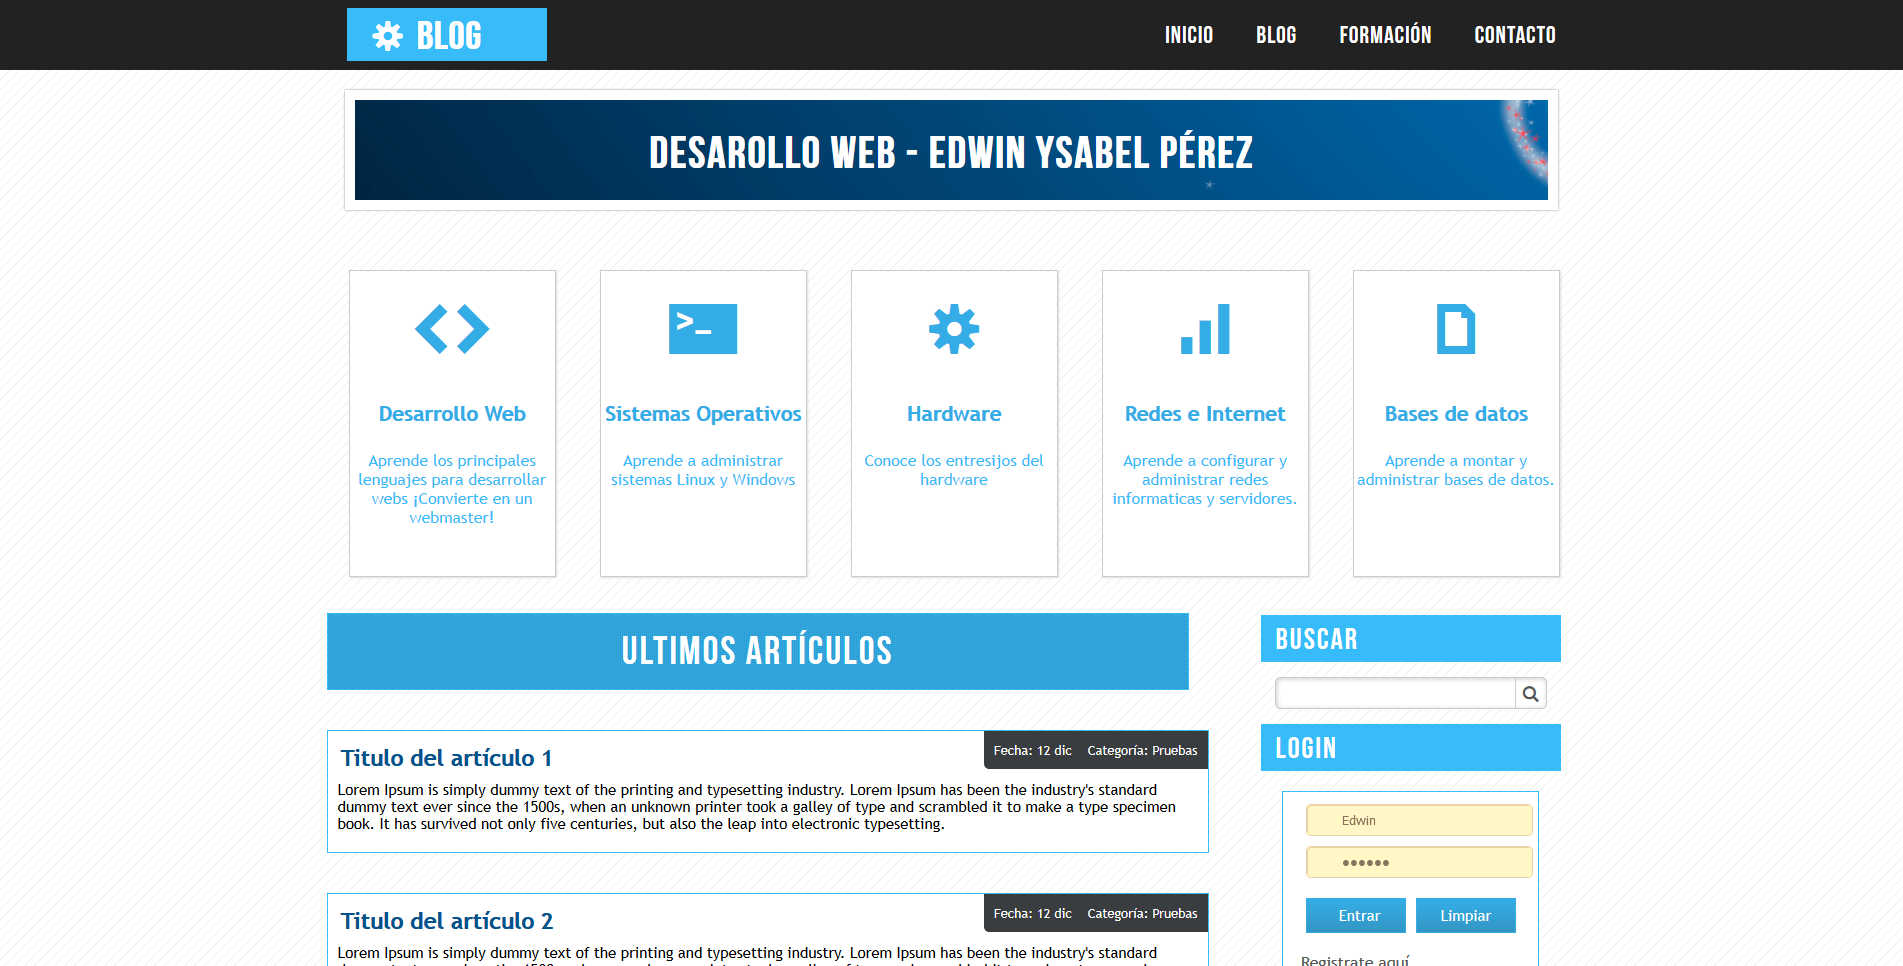 BLOG
INICIO BLOG FORMACIÓN CONTACTO
DESAROLLO WEB - EDWIN YSABEL PÉREZ
>_
Desarrollo Web
Aprende los principales
lenguajes para desarrollar
webs ¡Convierte en un
webmaster!
Sistemas Operativos
Aprende a administrar
sistemas Linux y Windows
Hardware
Conoce los entresijos del
hardware
Redes e Internet
Aprende a configurar y
administrar redes
informaticas y servidores.
Bases de datos
Aprende a montar y
administrar bases de datos.
ULTIMOS ARTÍCULOS
Titulo del artículo 1
Fecha: 12 dic Categoría: Pruebas
Lorem Ipsum is simply dummy text of the printing and typesetting industry. Lorem Ipsum has been the industry's standard
dummy text ever since the 1500s, when an unknown printer took a galley of type and scrambled it to make a type specimen
book. It has survived not only five centuries, but also the leap into electronic typesetting.
Titulo del artículo 2
Fecha: 12 dic Categoría: Pruebas
Lorem Ipsum is simply dummy text of the printing and typesetting industry. Lorem Ipsum has been the industry's standard
BUSCAR
LOGIN
Edwin
••••••
Entrar Limpiar
Registrate aquí